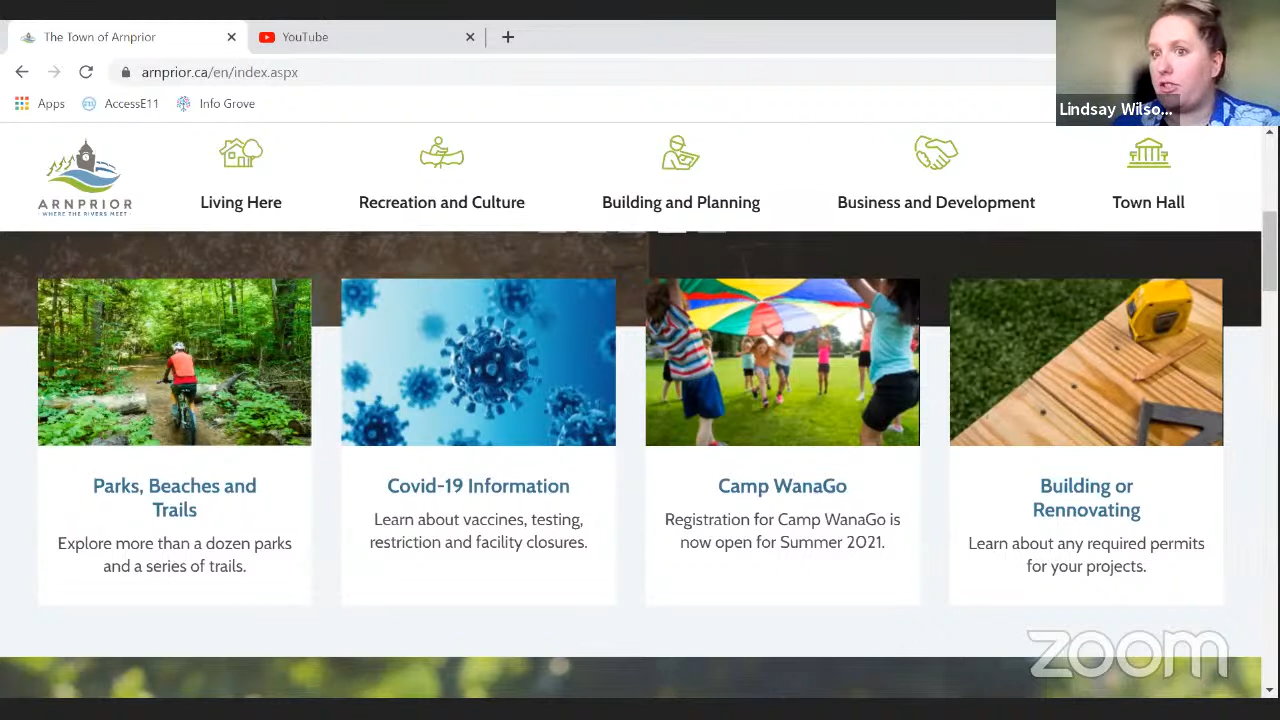 The Town of Arnprior
YouTube
arnprior.ca/en/index.aspx
Apps
AccessE11
Info Grove
Lindsay Wilso...
ARNPRIOR
WHERE THE RIVERS MEET
Living Here
Recreation and Culture
Building and Planning
Business and Development
Town Hall
Parks, Beaches and
Trails
Explore more than a dozen parks
and a series of trails.
Covid-19 Information
Learn about vaccines, testing,
restriction and facility closures.
Camp WanaGo
Registration for Camp WanaGo is
now open for Summer 2021.
Building or
Rennovating
Learn about any required permits
for your projects.
zoom